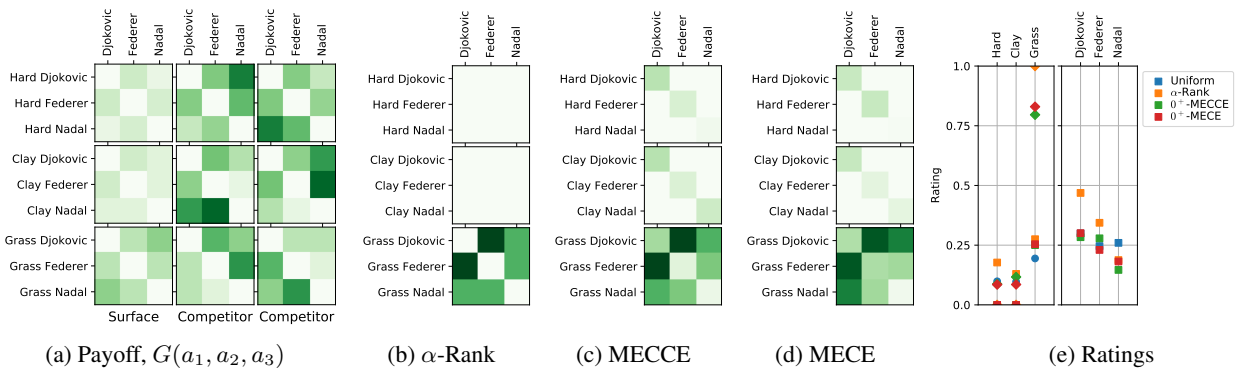 Djokovic Federer Nadal Djokovic Federer Nadal Djokovic Federer Nadal
Hard Djokovic
Hard Federer
Hard Nadal
Clay Djokovic
Clay Federer
Clay Nadal
Grass Djokovic
Grass Federer
Grass Nadal
Surface Competitor Competitor
(a) Payoff, G(a₁, a₂, a₃)
Djokovic Federer Nadal
Hard Djokovic
Hard Federer
Hard Nadal
Clay Djokovic
Clay Federer
Clay Nadal
Grass Djokovic
Grass Federer
Grass Nadal
(b) α-Rank
Djokovic Federer Nadal
Hard Djokovic
Hard Federer
Hard Nadal
Clay Djokovic
Clay Federer
Clay Nadal
Grass Djokovic
Grass Federer
Grass Nadal
(c) MECCE
Djokovic Federer Nadal
Hard Djokovic
Hard Federer
Hard Nadal
Clay Djokovic
Clay Federer
Clay Nadal
Grass Djokovic
Grass Federer
Grass Nadal
(d) MECE
Hard Clay Grass Djokovic Federer Nadal
Rating
1.0
0.75
0.5
0.25
0.0
Uniform
α-Rank
0⁺-MECCE
0⁺-MECE
(e) Ratings